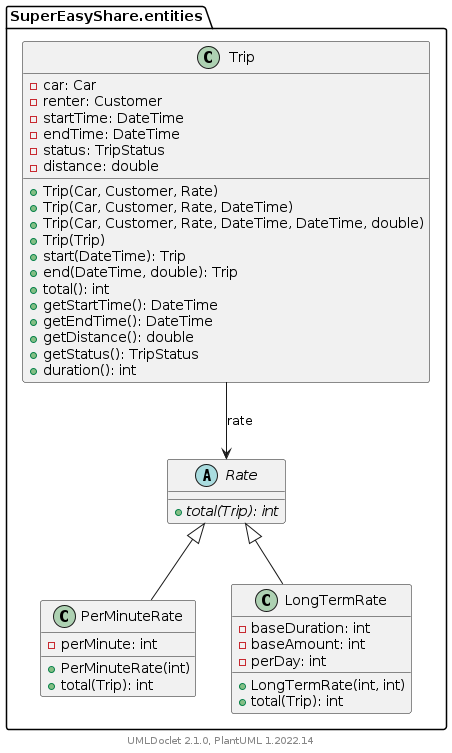 SuperEasyShare.entities
C Trip
car: Car
renter: Customer
startTime: DateTime
endTime: DateTime
status: TripStatus
distance: double
Trip(Car, Customer, Rate)
Trip(Car, Customer, Rate, DateTime)
Trip(Car, Customer, Rate, DateTime, DateTime, double)
Trip(Trip)
start(DateTime): Trip
end(DateTime, double): Trip
total(): int
getStartTime(): DateTime
getEndTime(): DateTime
getDistance(): double
getStatus(): TripStatus
duration(): int
rate
A Rate
total(Trip): int
C PerMinuteRate
perMinute: int
PerMinuteRate(int)
total(Trip): int
C LongTermRate
baseDuration: int
baseAmount: int
perDay: int
LongTermRate(int, int)
total(Trip): int
UMLDoclet 2.1.0, PlantUML 1.2022.14